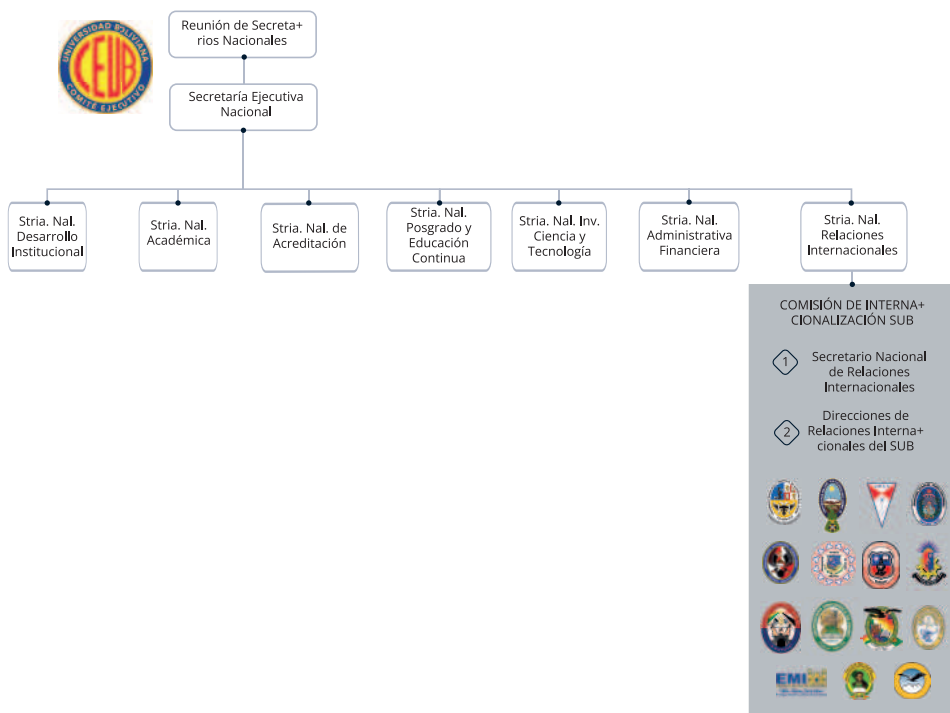 UNIVERSIDAD BOLIVIANA
CEUB
COMITÉ EJECUTIVO
Reunión de Secreta+
rios Nacionales
Secretaría Ejecutiva
Nacional
Stria. Nal.
Desarrollo
Institucional
Stria. Nal.
Académica
Stria. Nal. de
Acreditación
Stria. Nal.
Posgrado y
Educación
Continua
Stria. Nal. Inv.
Ciencia y
Tecnología
Stria. Nal.
Administrativa
Financiera
Stria. Nal.
Relaciones
Internacionales
COMISIÓN DE INTERNA+
CIONALIZACIÓN SUB
1
Secretario Nacional
de Relaciones
Internacionales
2
Direcciones de
Relaciones Interna+
cionales del SUB
EMI